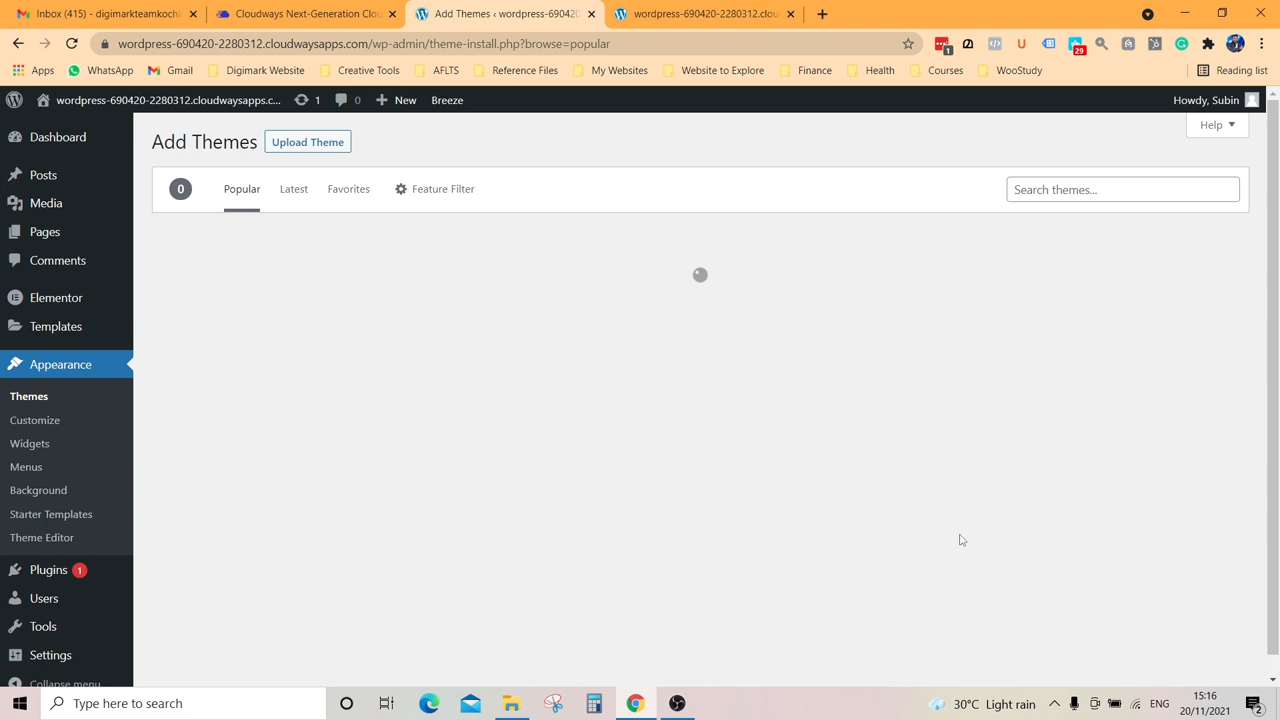 Inbox (415) - digimarkteamkochi
Cloudways Next-Generation Clou
Add Themes ‹ wordpress-690420
wordpress-690420-2280312.clou
wordpress-690420-2280312.cloudwaysapps.com/wp-admin/theme-install.php?browse=popular
1
29
Apps
WhatsApp
Gmail
Digimark Website
Creative Tools
AFLTS
Reference Files
My Websites
Website to Explore
Finance
Health
Courses
WooStudy
Reading list
wordpress-690420-2280312.cloudwaysapps.c...
1
0
New
Breeze
Howdy, Subin
Dashboard
Posts
Media
Pages
Comments
Elementor
Templates
Appearance
Themes
Customize
Widgets
Menus
Background
Starter Templates
Theme Editor
Plugins 1
Users
Tools
Settings
Collapse menu
Add Themes
Upload Theme
Help
0
Popular
Latest
Favorites
Feature Filter
Search themes...
Type here to search
30°C Light rain
ENG
15:16
20/11/2021
2